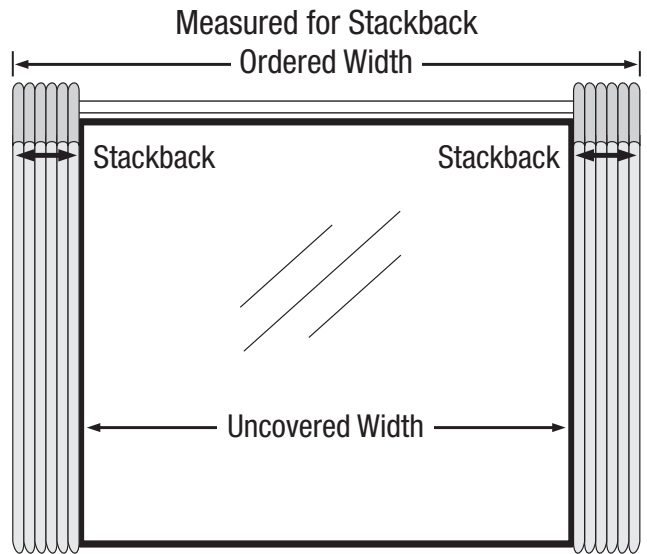 Measured for Stackback
Ordered Width
Stackback
Stackback
Uncovered Width